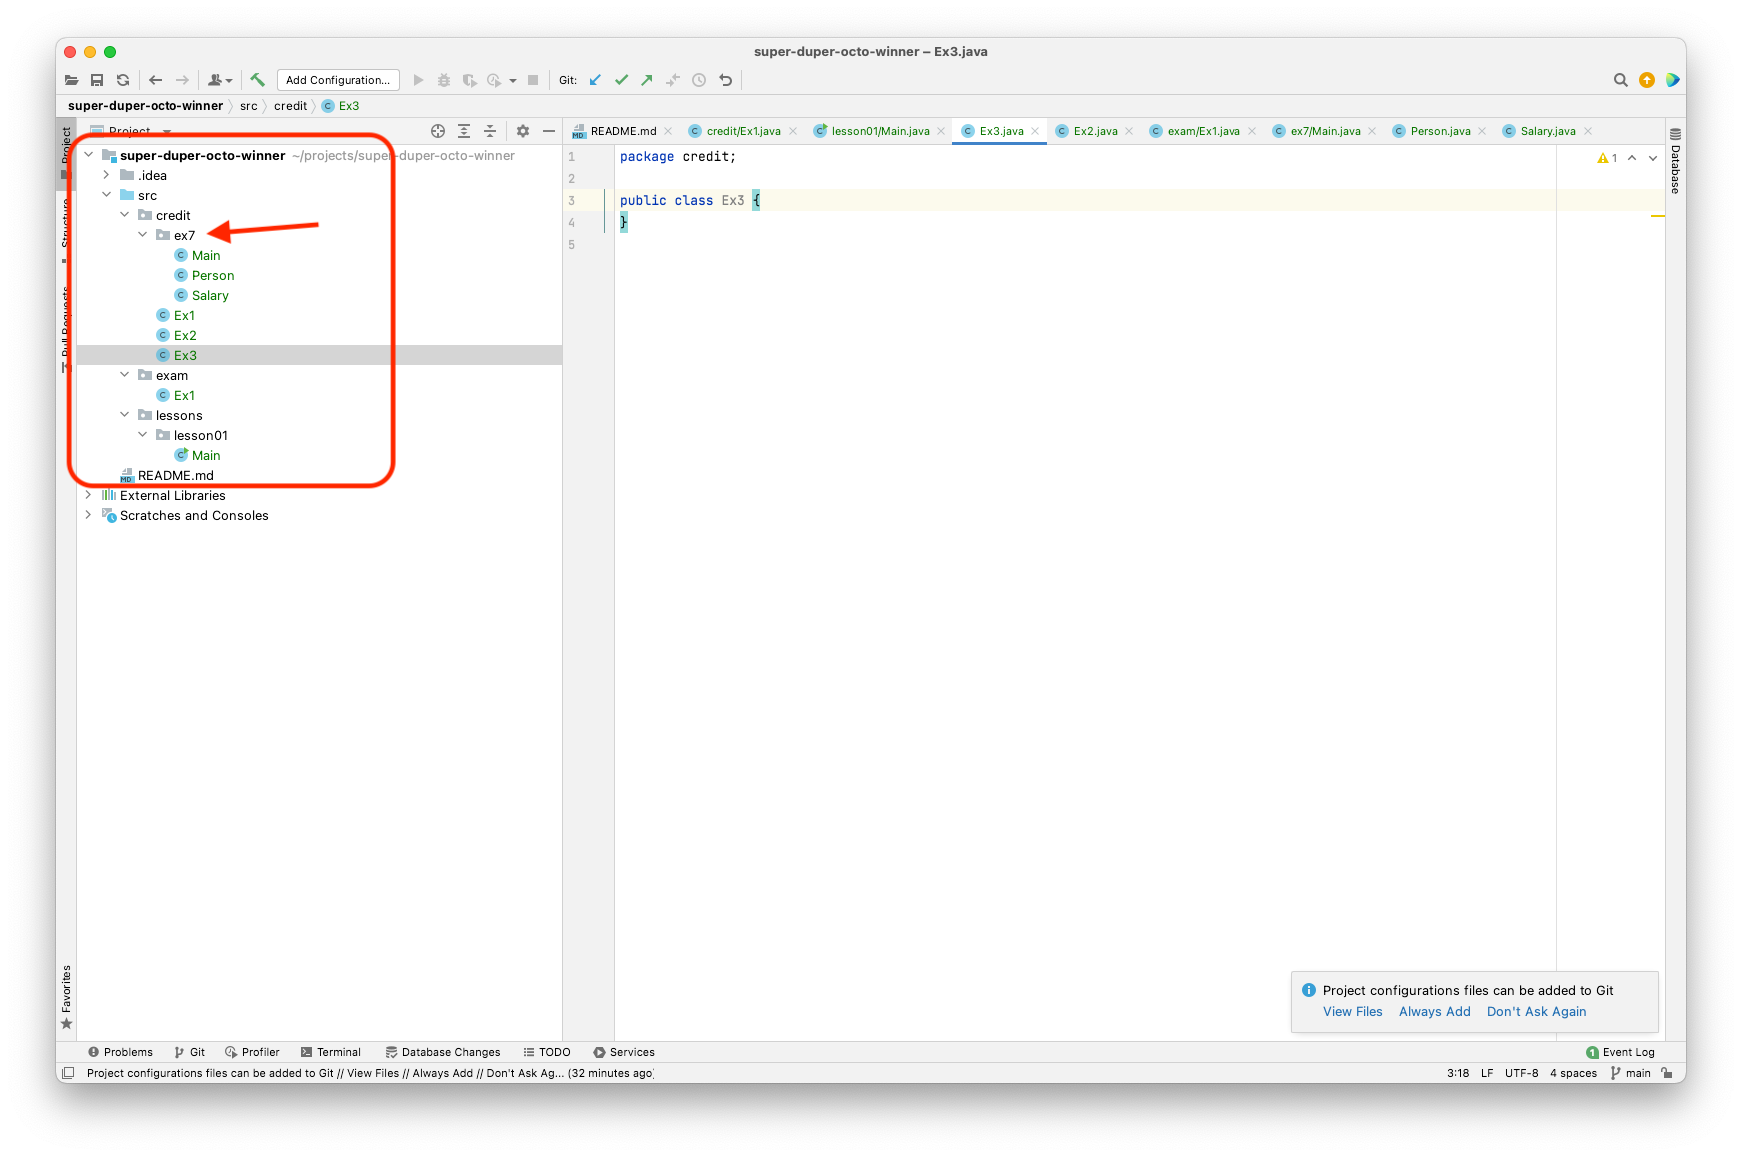 super-duper-octo-winner – Ex3.java
Add Configuration...
Git:
super-duper-octo-winner
src
credit
C Ex3
Project
Project
Structure
Pull Requests
Favorites
super-duper-octo-winner ~/projects/super-duper-octo-winner
.idea
src
credit
ex7
C Main
C Person
C Salary
C Ex1
C Ex2
C Ex3
exam
C Ex1
lessons
lesson01
C Main
MD README.md
External Libraries
Scratches and Consoles
MD README.md
C credit/Ex1.java
C lesson01/Main.java
C Ex3.java
C Ex2.java
C exam/Ex1.java
C ex7/Main.java
C Person.java
C Salary.java
1 package credit;
2
3 public class Ex3 {
4 }
5
1
Database
Project configurations files can be added to Git
View Files Always Add Don't Ask Again
Problems Git Profiler Terminal Database Changes TODO Services
1 Event Log
Project configurations files can be added to Git // View Files // Always Add // Don't Ask Ag... (32 minutes ago)
3:18 LF UTF-8 4 spaces main